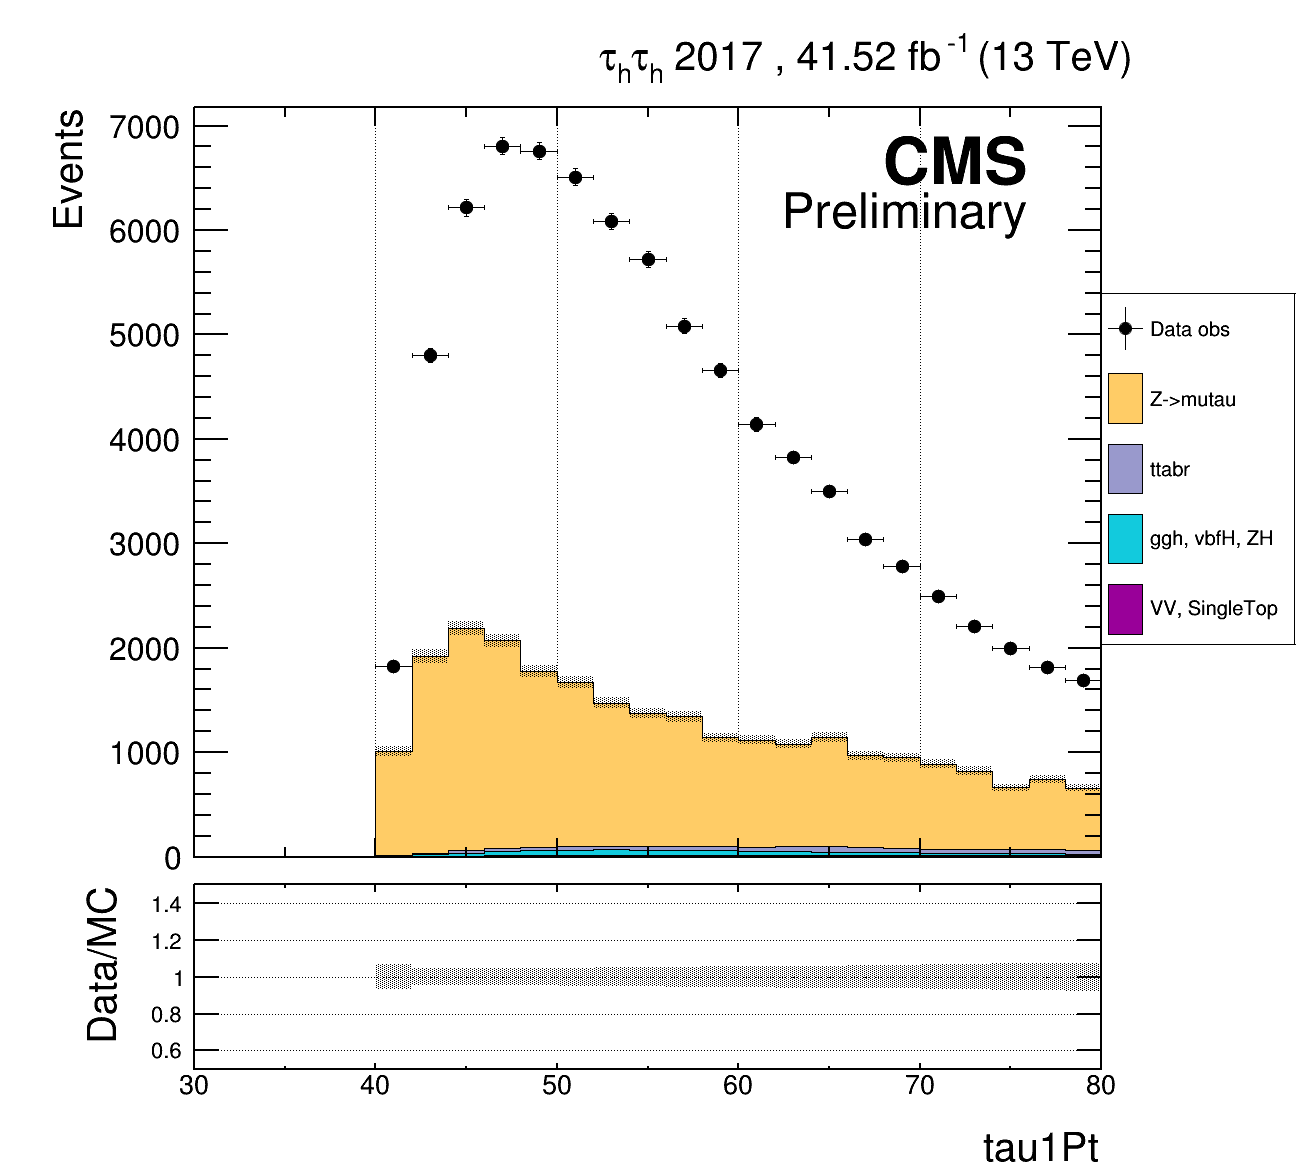 τhτh 2017 , 41.52 fb-1 (13 TeV)
Events
7000
6000
5000
4000
3000
2000
1000
0
CMS
Preliminary
Data obs
Z->mutau
ttabr
ggh, vbfH, ZH
VV, SingleTop
Data/MC
1.4
1.2
1
0.8
0.6
30 40 50 60 70 80
tau1Pt